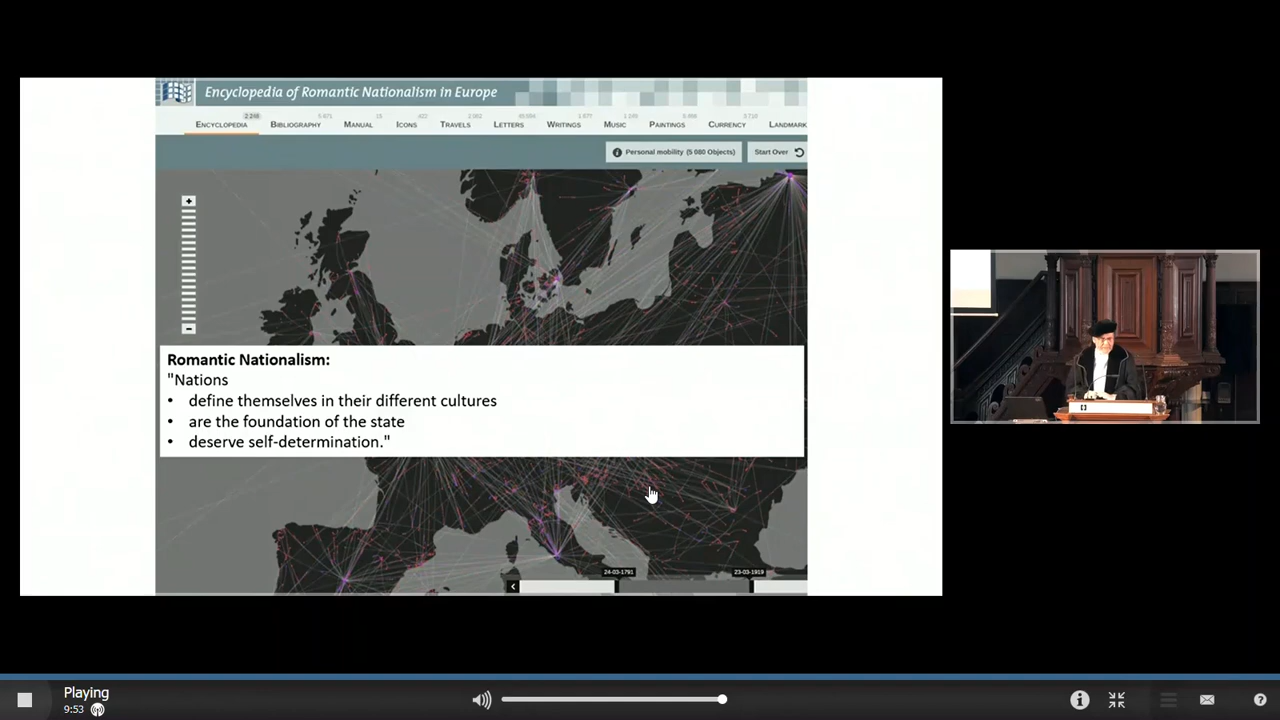 Encyclopedia of Romantic Nationalism in Europe
2 248
ENCYCLOPEDIA BIBLIOGRAPHY MANUAL ICONS TRAVELS LETTERS WRITINGS MUSIC PAINTINGS CURRENCY LANDMARK
Personal mobility (5 080 Objects) Start Over
+
-
Romantic Nationalism:
"Nations
• define themselves in their different cultures
• are the foundation of the state
• deserve self-determination."
24-03-1791 23-03-1919
Playing
9:53